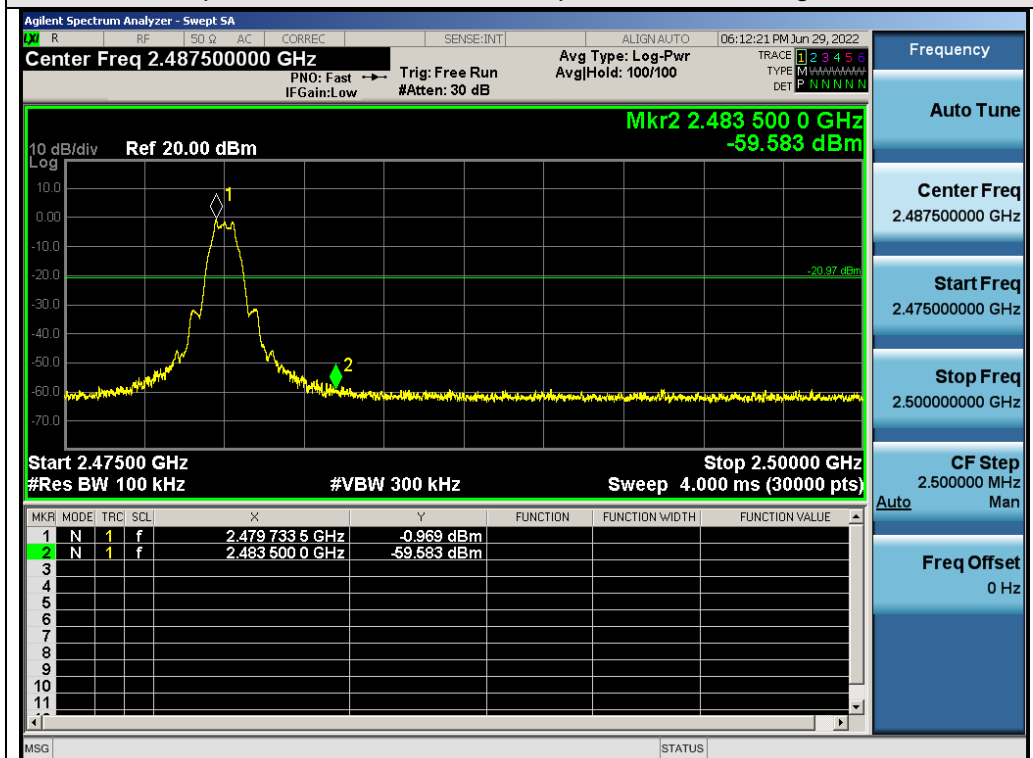 Agilent Spectrum Analyzer - Swept SA
LXI R RF 50 Ω AC CORREC SENSE:INT ALIGN AUTO 06:12:21 PM Jun 29, 2022
Center Freq 2.487500000 GHz
PNO: Fast
IFGain:Low
Trig: Free Run
#Atten: 30 dB
Avg Type: Log-Pwr
Avg|Hold: 100/100
TRACE 1 2 3 4 5 6
TYPE M
DET P N N N N N
Mkr2 2.483 500 0 GHz
-59.583 dBm
10 dB/div Ref 20.00 dBm
Log
10.0
0.00
-10.0
-20.0
-30.0
-40.0
-50.0
-60.0
-70.0
1
-20.97 dBm
2
Start 2.47500 GHz Stop 2.50000 GHz
#Res BW 100 kHz #VBW 300 kHz Sweep 4.000 ms (30000 pts)
MKR MODE TRC SCL X Y FUNCTION FUNCTION WIDTH FUNCTION VALUE
1 N 1 f 2.479 733 5 GHz -0.969 dBm
2 N 1 f 2.483 500 0 GHz -59.583 dBm
3
4
5
6
7
8
9
10
11
MSG STATUS
Frequency
Auto Tune
Center Freq
2.487500000 GHz
Start Freq
2.475000000 GHz
Stop Freq
2.500000000 GHz
CF Step
2.500000 MHz
Auto Man
Freq Offset
0 Hz